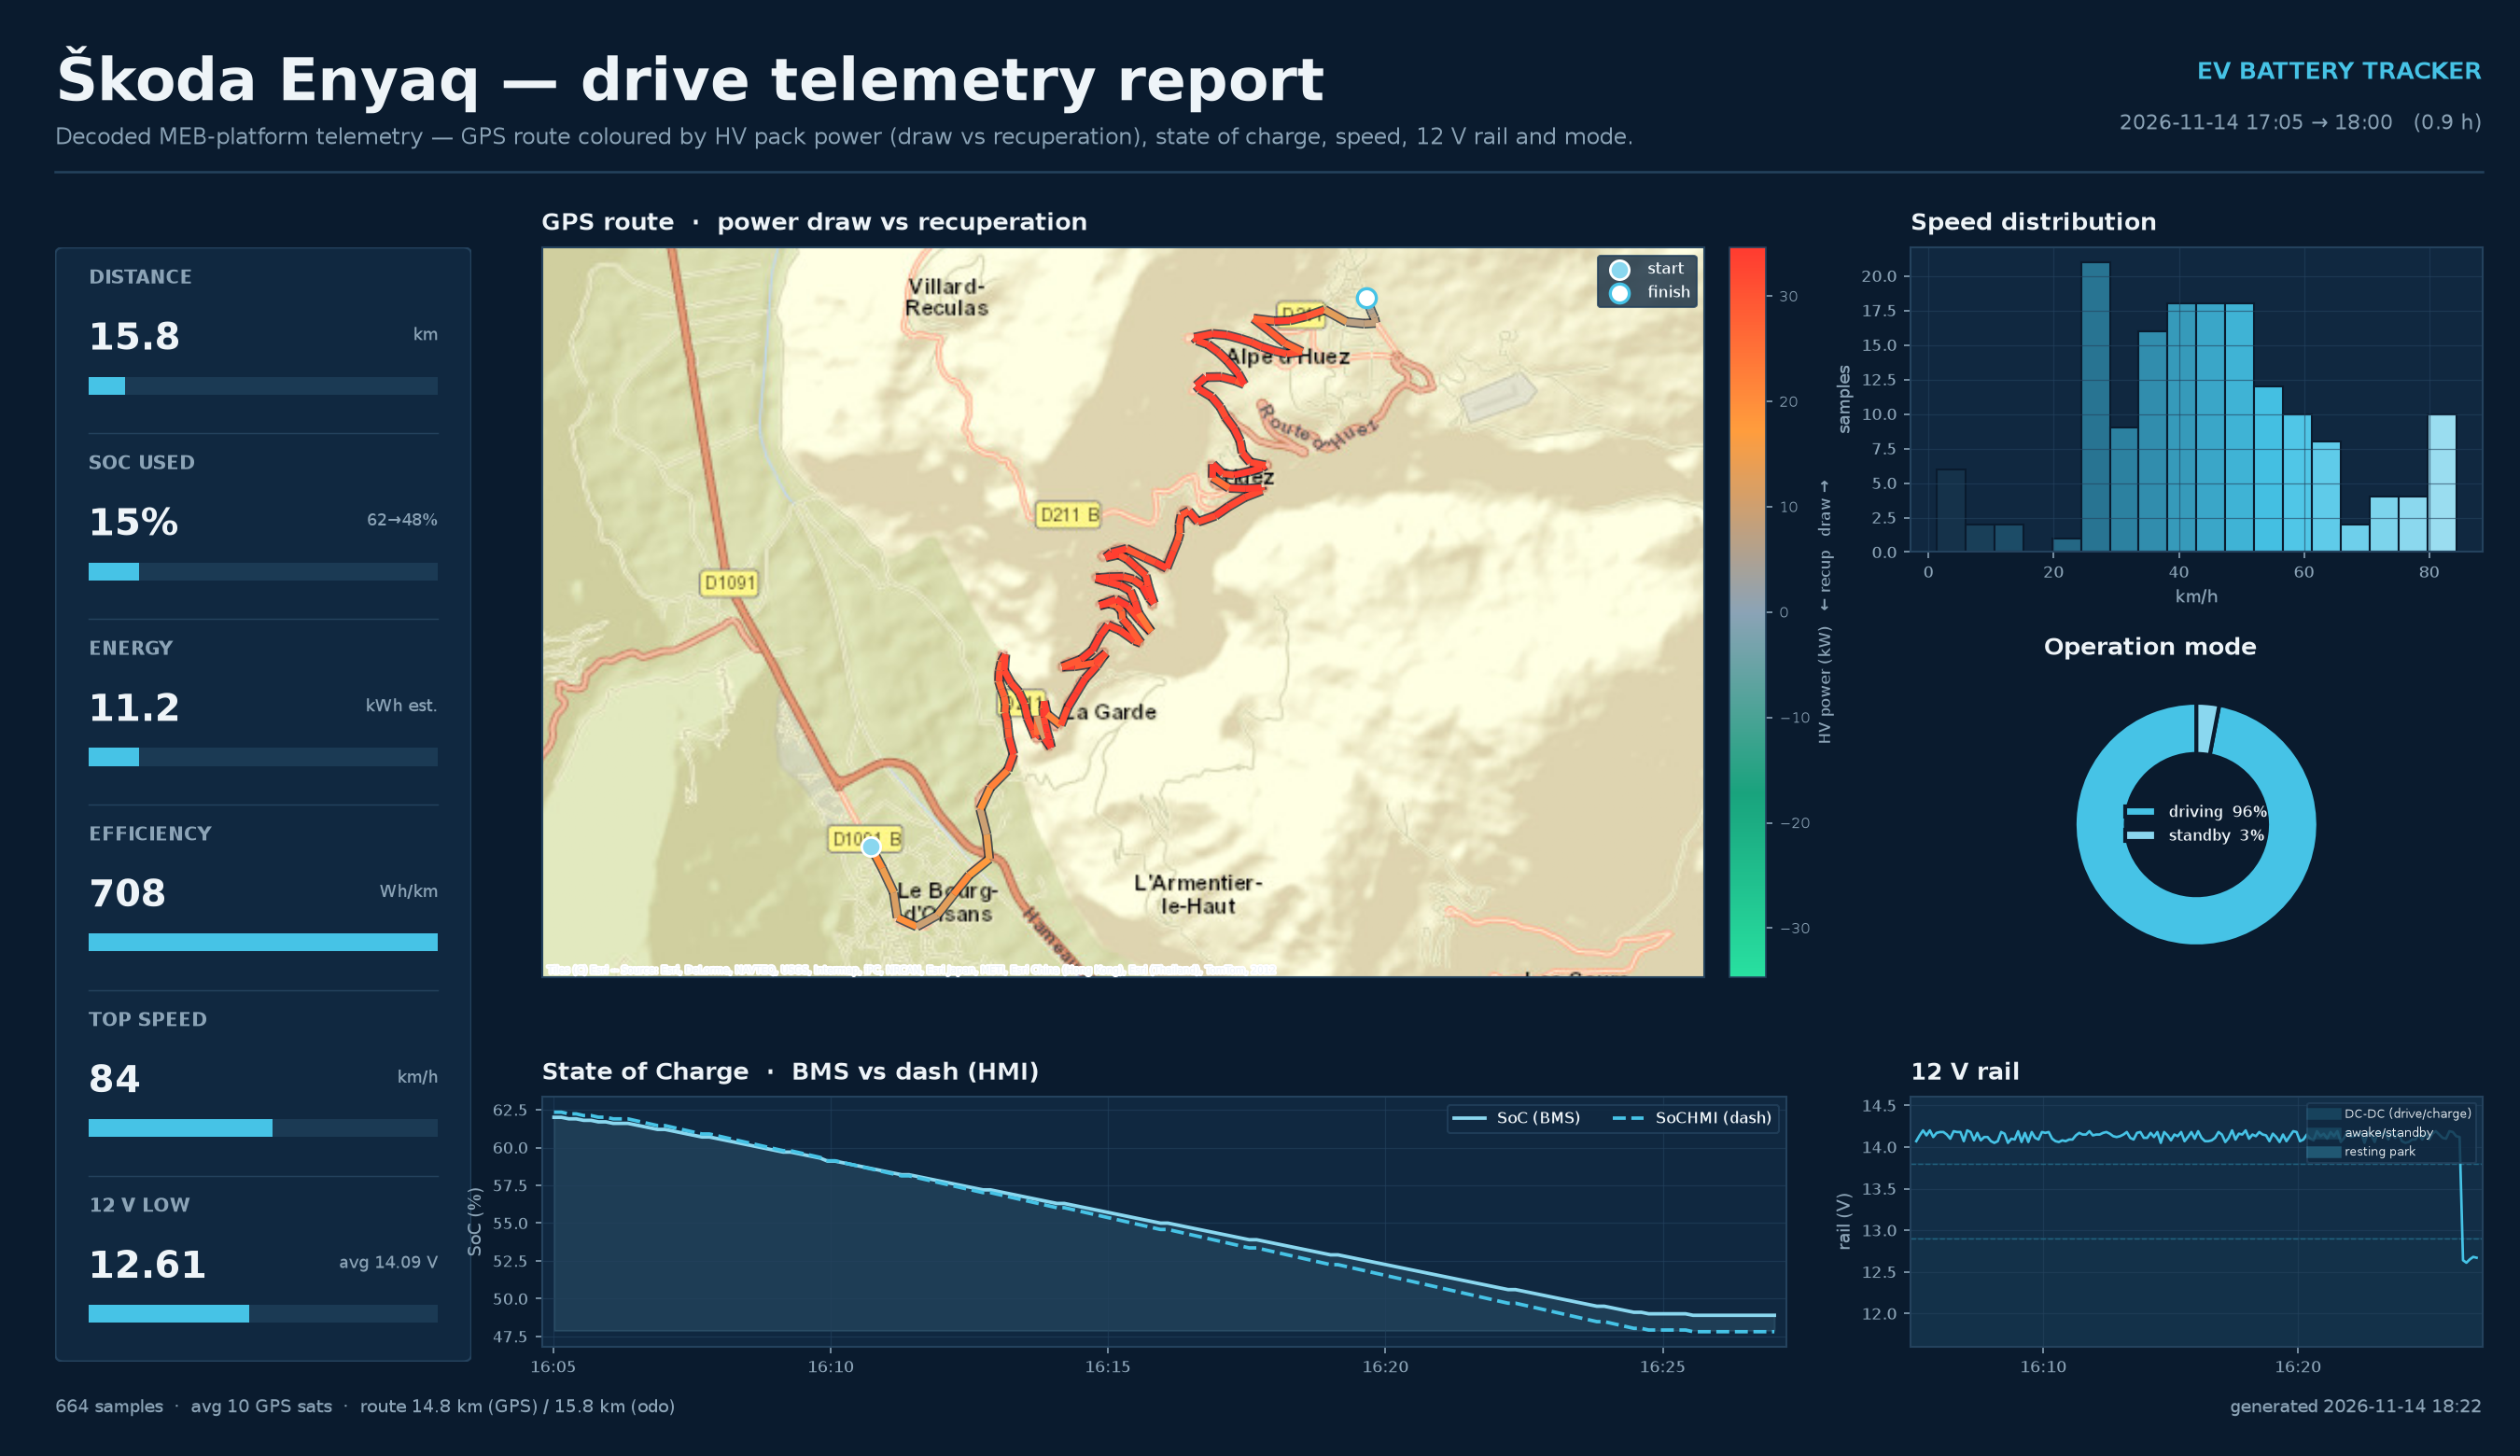 Škoda Enyaq — drive telemetry report
EV BATTERY TRACKER
Decoded MEB-platform telemetry — GPS route coloured by HV pack power (draw vs recuperation), state of charge, speed, 12 V rail and mode.
2026-11-14 17:05 → 18:00 (0.9 h)
DISTANCE
15.8 km
SOC USED
15% 62→48%
ENERGY
11.2 kWh est.
EFFICIENCY
708 Wh/km
TOP SPEED
84 km/h
12 V LOW
12.61 avg 14.09 V
GPS route · power draw vs recuperation
start
finish
Villard-
Reculas
Alpe d'Huez
Route d'Huez
D211 B
D1091
La Garde
D1091 B
Le Bourg-
d'Oisans
L'Armentier-
le-Haut
30
20
10
0
−10
−20
−30
HV power (kW) ← recup draw →
Speed distribution
20.0
17.5
15.0
12.5
10.0
7.5
5.0
2.5
0.0
samples
0 20 40 60 80
km/h
Operation mode
driving 96%
standby 3%
State of Charge · BMS vs dash (HMI)
SoC (BMS) SoCHMI (dash)
62.5
60.0
57.5
55.0
52.5
50.0
47.5
SoC (%)
16:05 16:10 16:15 16:20 16:25
12 V rail
DC-DC (drive/charge)
awake/standby
resting park
14.5
14.0
13.5
13.0
12.5
12.0
rail (V)
16:10 16:20
664 samples · avg 10 GPS sats · route 14.8 km (GPS) / 15.8 km (odo)
generated 2026-11-14 18:22